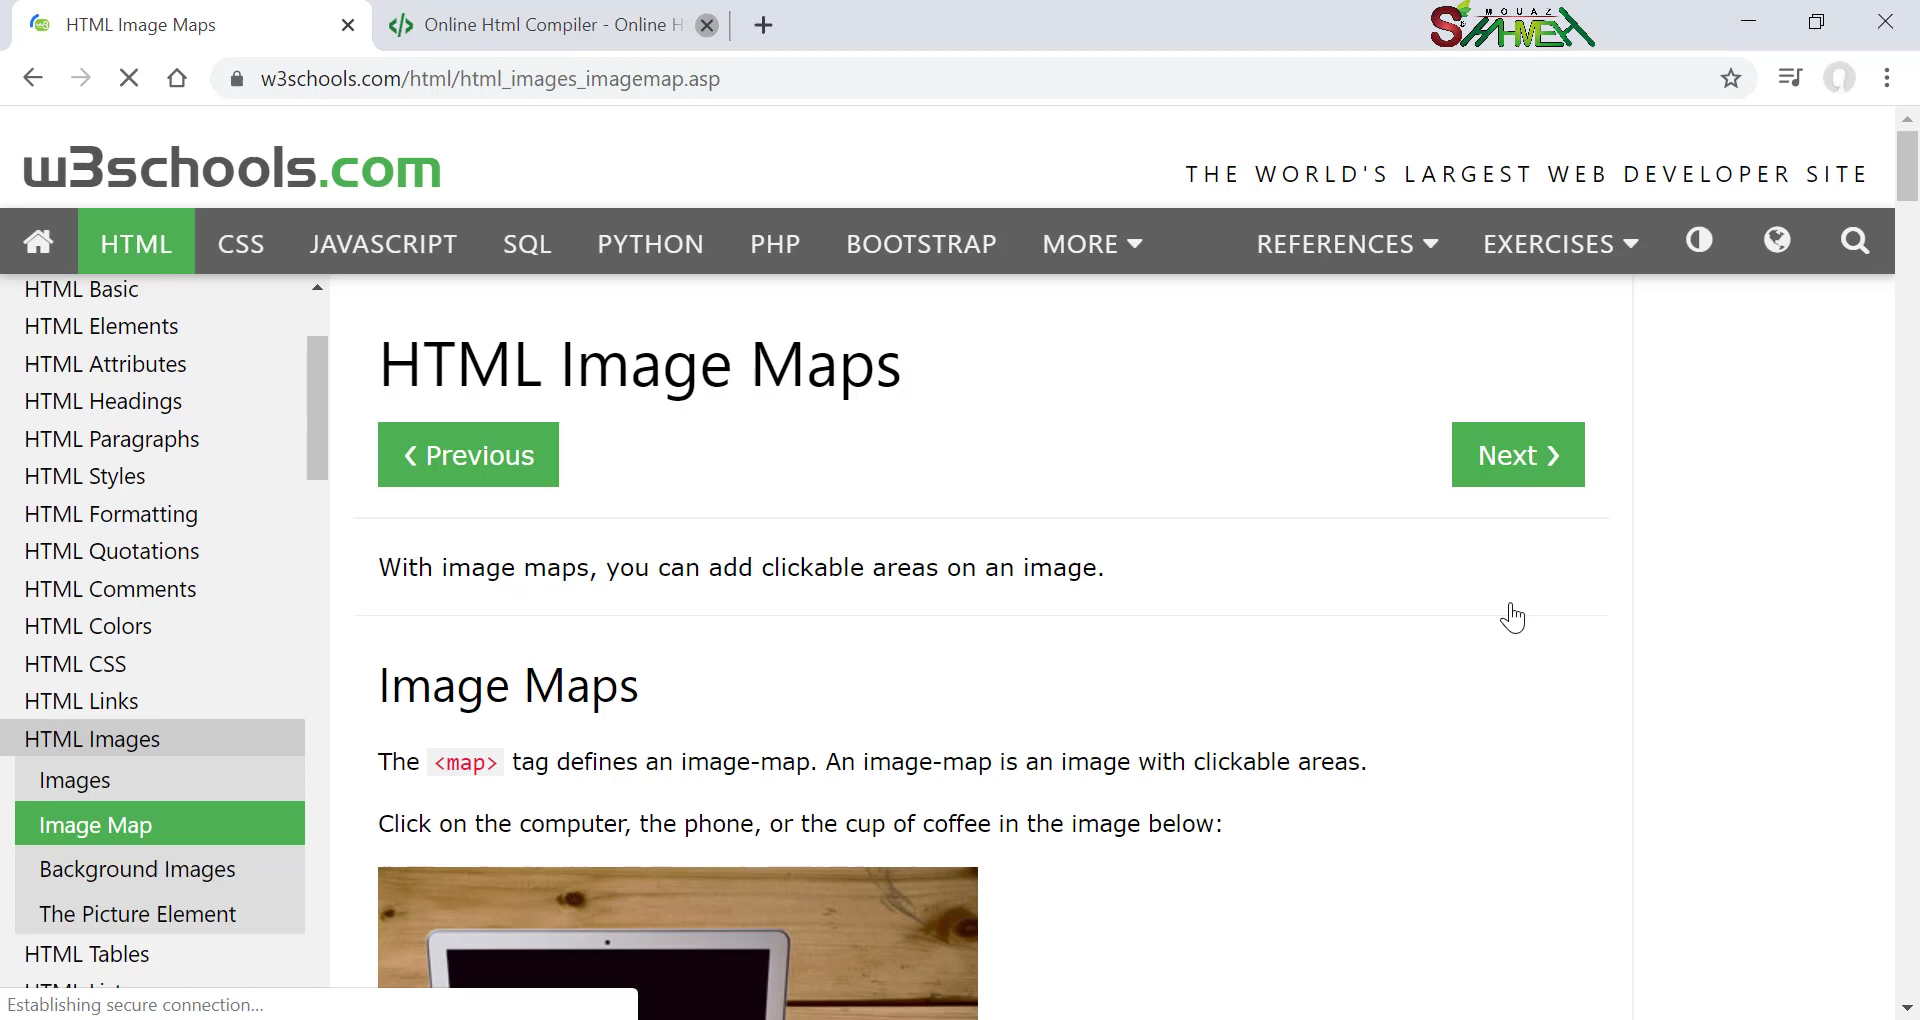 HTML Image Maps
Online Html Compiler - Online H
MOUAZ
w3schools.com/html/html_images_imagemap.asp
w3schools.com
THE WORLD'S LARGEST WEB DEVELOPER SITE
HTML CSS JAVASCRIPT SQL PYTHON PHP BOOTSTRAP MORE REFERENCES EXERCISES
HTML Basic
HTML Elements
HTML Attributes
HTML Headings
HTML Paragraphs
HTML Styles
HTML Formatting
HTML Quotations
HTML Comments
HTML Colors
HTML CSS
HTML Links
HTML Images
Images
Image Map
Background Images
The Picture Element
HTML Tables
Establishing secure connection...
HTML Image Maps
❮ Previous
Next ❯
With image maps, you can add clickable areas on an image.
Image Maps
The <map> tag defines an image-map. An image-map is an image with clickable areas.
Click on the computer, the phone, or the cup of coffee in the image below: